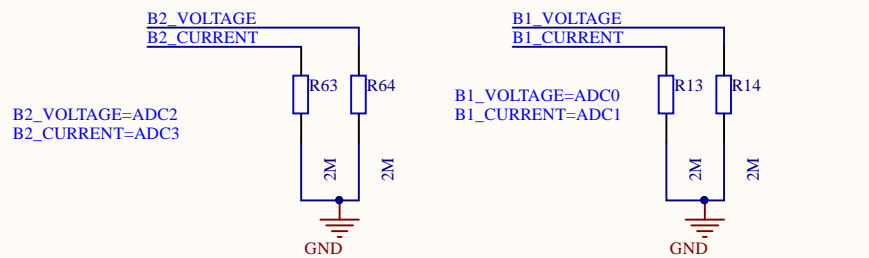 B2_VOLTAGE
B2_CURRENT
R63
R64
B2_VOLTAGE=ADC2
B2_CURRENT=ADC3
2M
2M
GND
B1_VOLTAGE
B1_CURRENT
R13
R14
B1_VOLTAGE=ADC0
B1_CURRENT=ADC1
2M
2M
GND